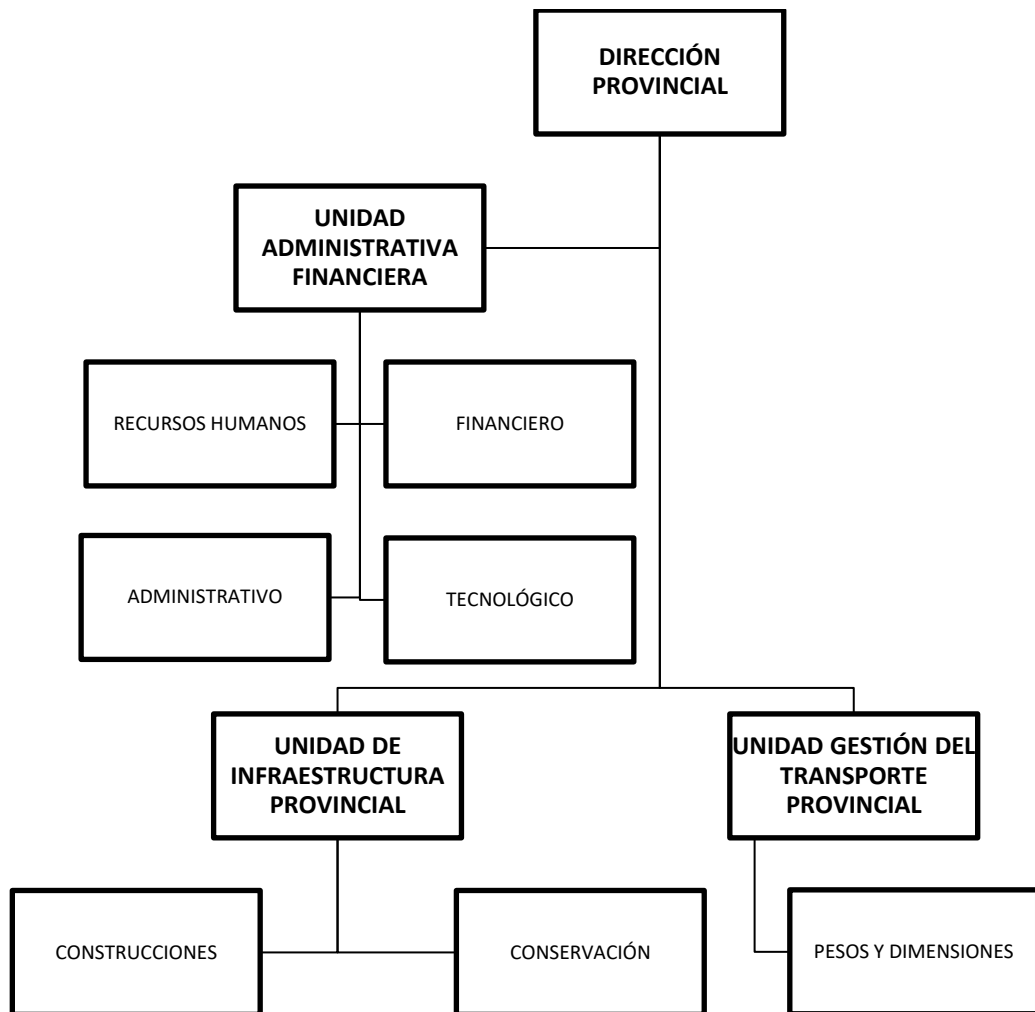 DIRECCIÓN
PROVINCIAL
UNIDAD
ADMINISTRATIVA
FINANCIERA
RECURSOS HUMANOS
FINANCIERO
ADMINISTRATIVO
TECNOLÓGICO
UNIDAD DE
INFRAESTRUCTURA
PROVINCIAL
UNIDAD GESTIÓN DEL
TRANSPORTE
PROVINCIAL
CONSTRUCCIONES
CONSERVACIÓN
PESOS Y DIMENSIONES